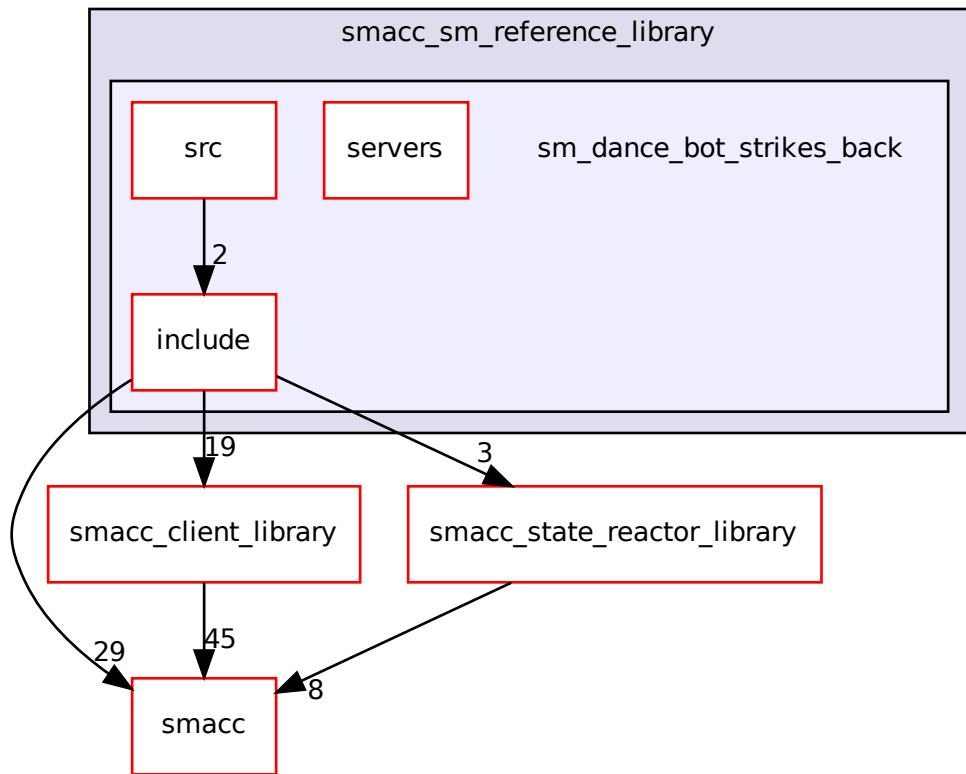 smacc_sm_reference_library
src
servers
sm_dance_bot_strikes_back
2
include
19
3
smacc_client_library
smacc_state_reactor_library
29
45
8
smacc